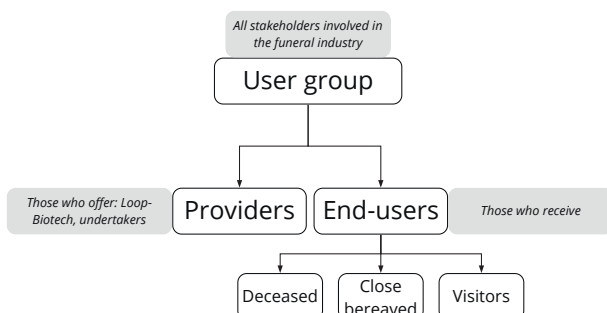 All stakeholders involved in
the funeral industry
User group
Those who offer: Loop-
Biotech, undertakers
Providers
End-users
Those who receive
Deceased
Close
bereaved
Visitors